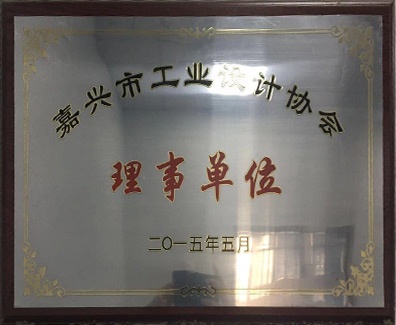 嘉兴市工业设计协会
理事单位
二〇一五年五月